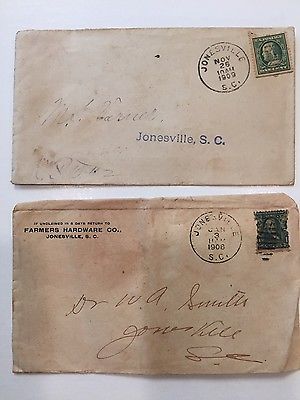 JONESVILLE
NOV
26
10AM
1909
S.C.
Jonesville, S. C.
IF UNCLAIMED IN 5 DAYS RETURN TO
FARMERS HARDWARE CO.,
JONESVILLE, S. C.
JONESVILLE
JAN
3
1908
S.C.
Dr W. A. Smith
Jonesville
S.C